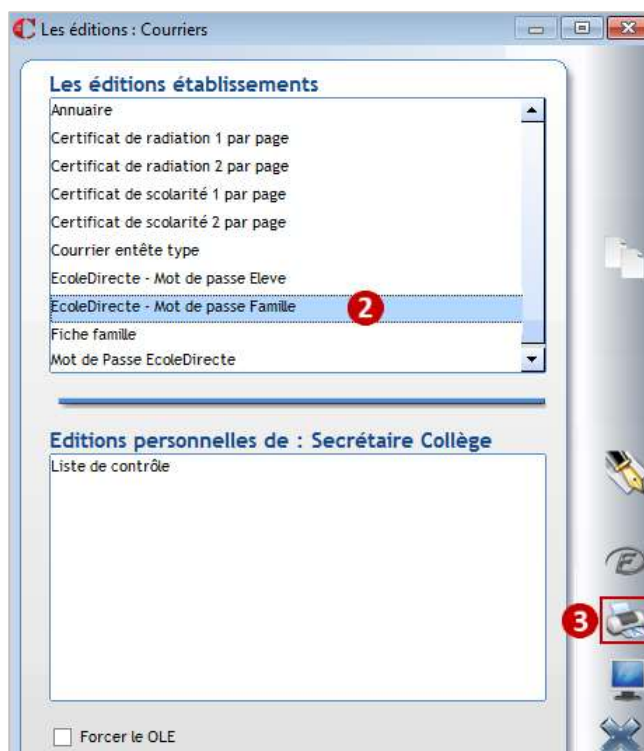 Les éditions : Courriers
Les éditions établissements
Annuaire
Certificat de radiation 1 par page
Certificat de radiation 2 par page
Certificat de scolarité 1 par page
Certificat de scolarité 2 par page
Courrier entête type
EcoleDirecte - Mot de passe Eleve
EcoleDirecte - Mot de passe Famille 2
Fiche famille
Mot de Passe EcoleDirecte
Editions personnelles de : Secrétaire Collège
Liste de contrôle
3
Forcer le OLE